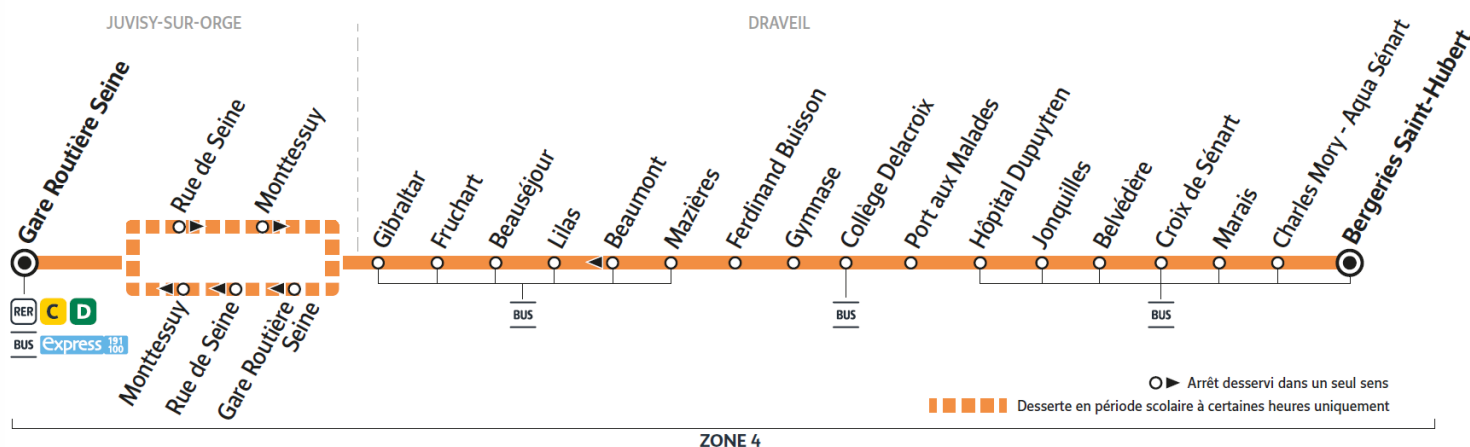 JUVISY-SUR-ORGE
DRAVEIL
Gare Routière Seine
Rue de Seine
Monttessuy
Gibraltar
Fruchart
Beauséjour
Lilas
Beaumont
Mazières
Ferdinand Buisson
Gymnase
Collège Delacroix
Port aux Malades
Hôpital Dupuytren
Jonquilles
Belvédère
Croix de Sénart
Marais
Charles Mory - Aqua Sénart
Bergeries Saint-Hubert
RER C D
BUS express 191 100
Monttessuy
Rue de Seine
Gare Routière
Seine
BUS
BUS
BUS
Arrêt desservi dans un seul sens
Desserte en période scolaire à certaines heures uniquement
ZONE 4